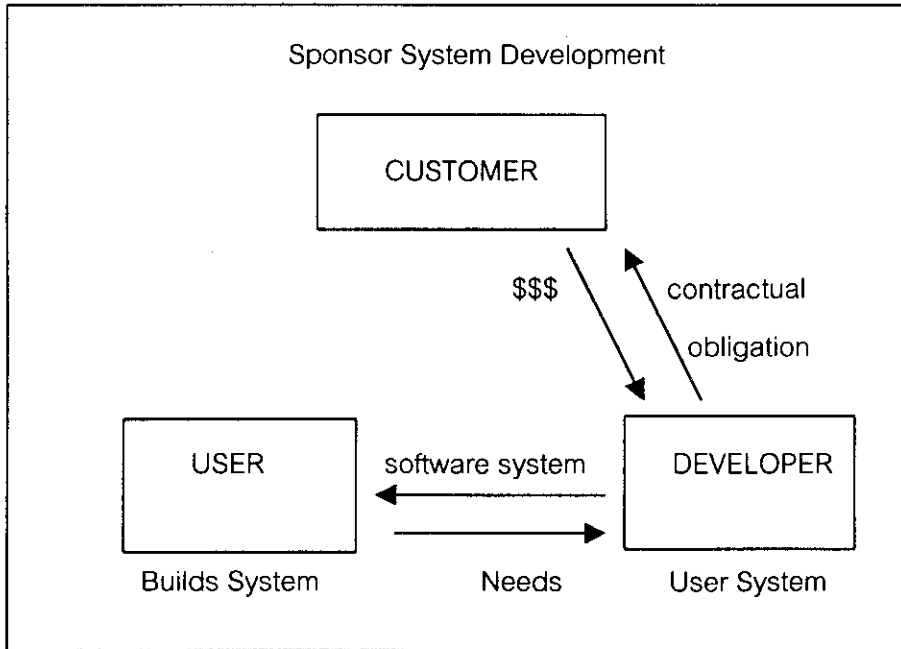 Sponsor System Development
CUSTOMER
$$$
contractual
obligation
USER
software system
DEVELOPER
Builds System
Needs
User System